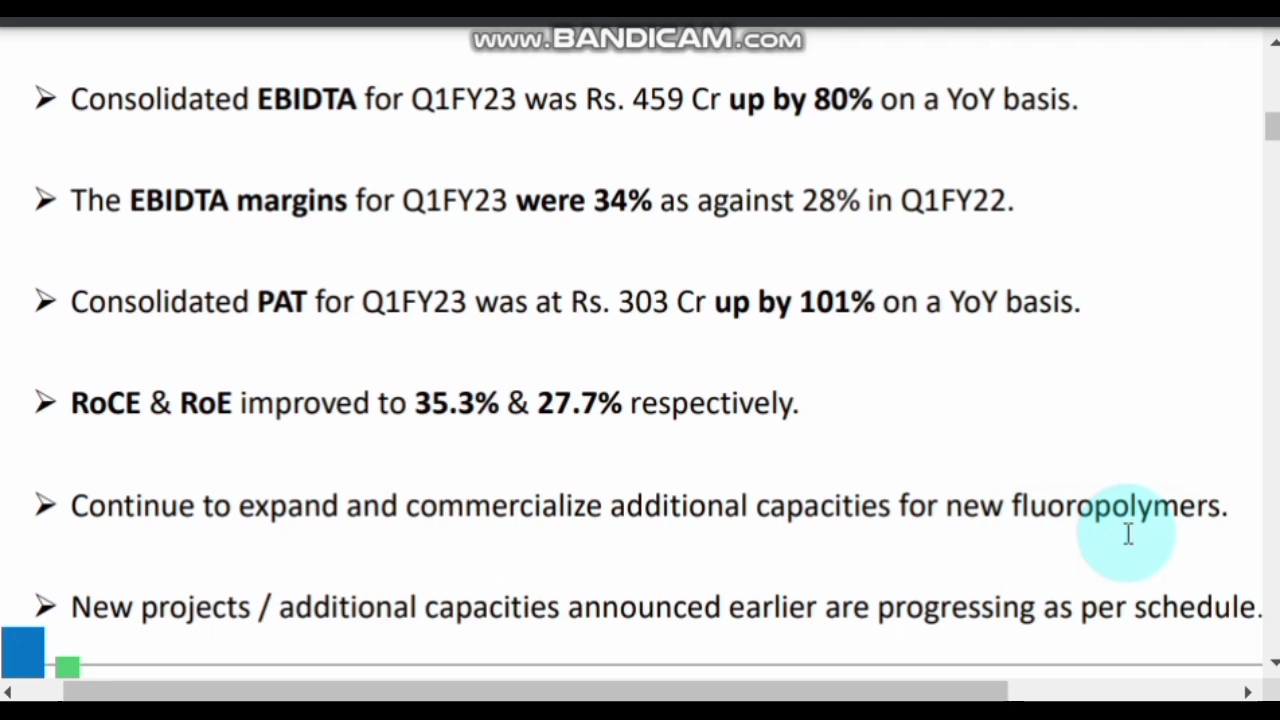 www.BANDICAM.com
➢ Consolidated EBIDTA for Q1FY23 was Rs. 459 Cr up by 80% on a YoY basis.
➢ The EBIDTA margins for Q1FY23 were 34% as against 28% in Q1FY22.
➢ Consolidated PAT for Q1FY23 was at Rs. 303 Cr up by 101% on a YoY basis.
➢ RoCE & RoE improved to 35.3% & 27.7% respectively.
➢ Continue to expand and commercialize additional capacities for new fluoropolymers.
➢ New projects / additional capacities announced earlier are progressing as per schedule.